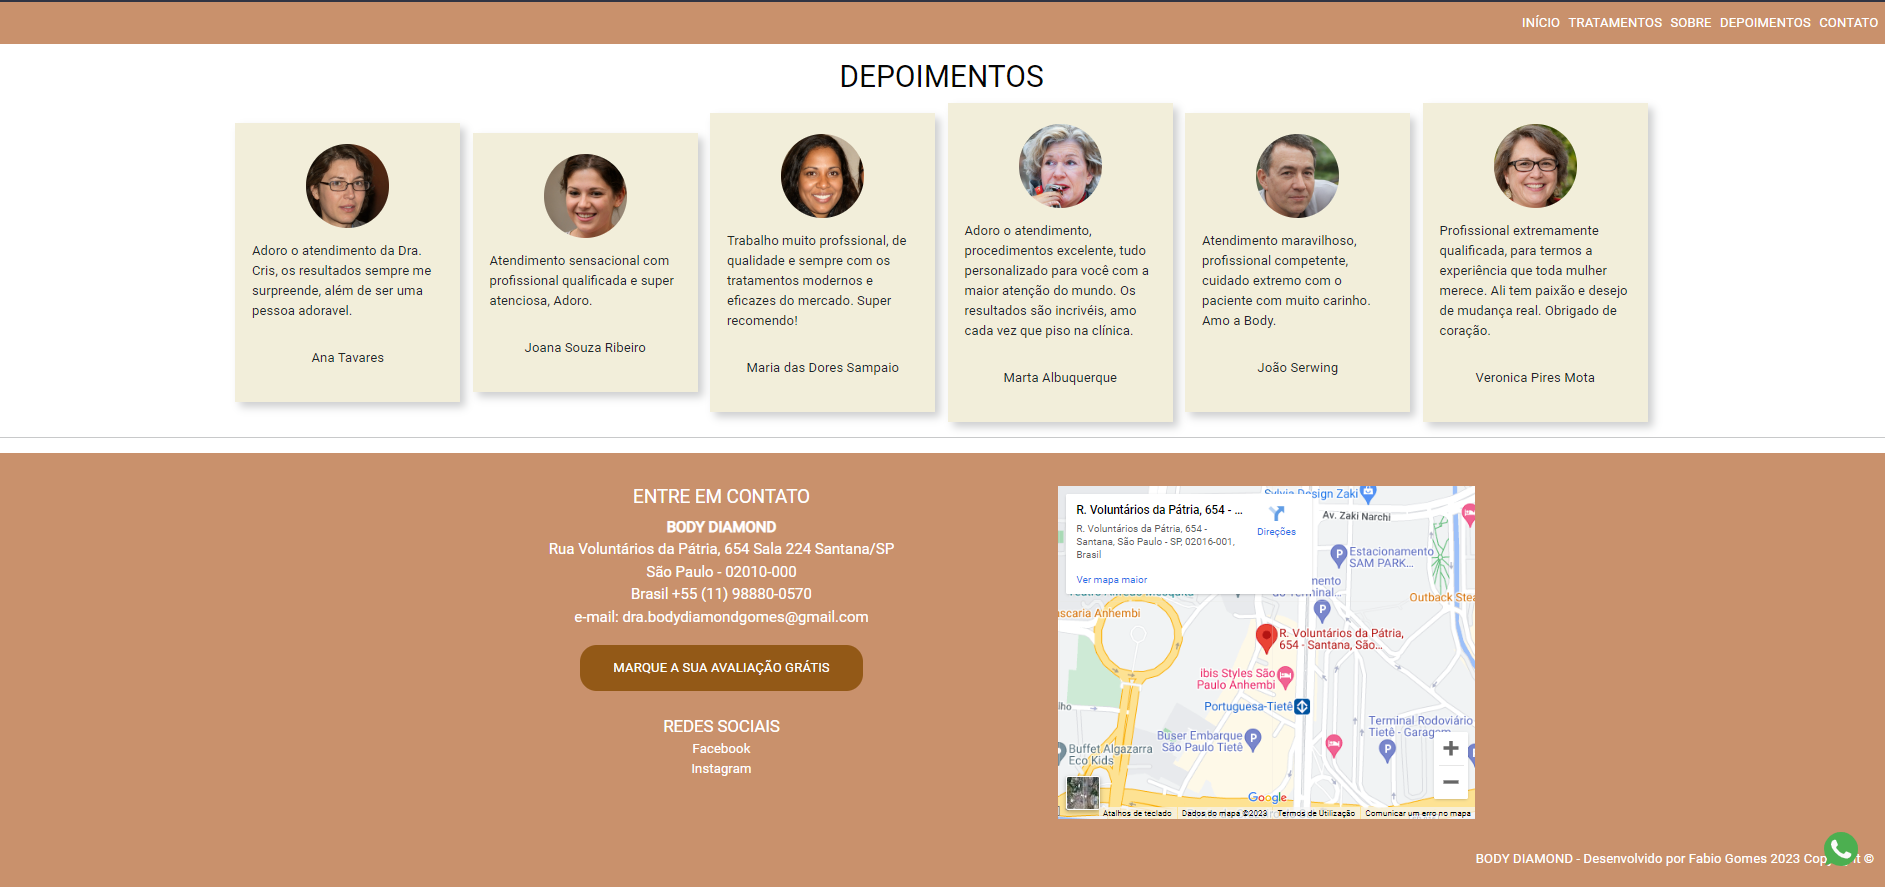 INÍCIO TRATAMENTOS SOBRE DEPOIMENTOS CONTATO
DEPOIMENTOS
Adoro o atendimento da Dra.
Cris, os resultados sempre me
surpreende, além de ser uma
pessoa adoravel.
Ana Tavares
Atendimento sensacional com
profissional qualificada e super
atenciosa, Adoro.
Joana Souza Ribeiro
Trabalho muito profssional, de
qualidade e sempre com os
tratamentos modernos e
eficazes do mercado. Super
recomendo!
Maria das Dores Sampaio
Adoro o atendimento,
procedimentos excelente, tudo
personalizado para você com a
maior atenção do mundo. Os
resultados são incrivéis, amo
cada vez que piso na clínica.
Marta Albuquerque
Atendimento maravilhoso,
profissional competente,
cuidado extremo com o
paciente com muito carinho.
Amo a Body.
João Serwing
Profissional extremamente
qualificada, para termos a
experiência que toda mulher
merece. Ali tem paixão e desejo
de mudança real. Obrigado de
coração.
Veronica Pires Mota
ENTRE EM CONTATO
BODY DIAMOND
Rua Voluntários da Pátria, 654 Sala 224 Santana/SP
São Paulo - 02010-000
Brasil +55 (11) 98880-0570
e-mail: dra.bodydiamondgomes@gmail.com
MARQUE A SUA AVALIAÇÃO GRÁTIS
REDES SOCIAIS
Facebook
Instagram
R. Voluntários da Pátria, 654 - ...
R. Voluntários da Pátria, 654 -
Santana, São Paulo - SP, 02016-001,
Brasil
Direções
Ver mapa maior
Sylvia Design Zaki
Av. Zaki Narchi
Estacionamento
SAM PARK...
Outback Stea
ascaria Anhembi
R. Voluntários da Pátria,
654 - Santana, São...
ibis Styles São
Paulo Anhembi
Portuguesa-Tietê
Terminal Rodoviário
Tietê - Garagem
Buser Embarque
São Paulo Tietê
Buffet Algazarra
Eco Kids
Google
Atalhos de teclado Dados do mapa ©2023 Termos de Utilização Comunicar um erro no mapa
BODY DIAMOND - Desenvolvido por Fabio Gomes 2023 ©